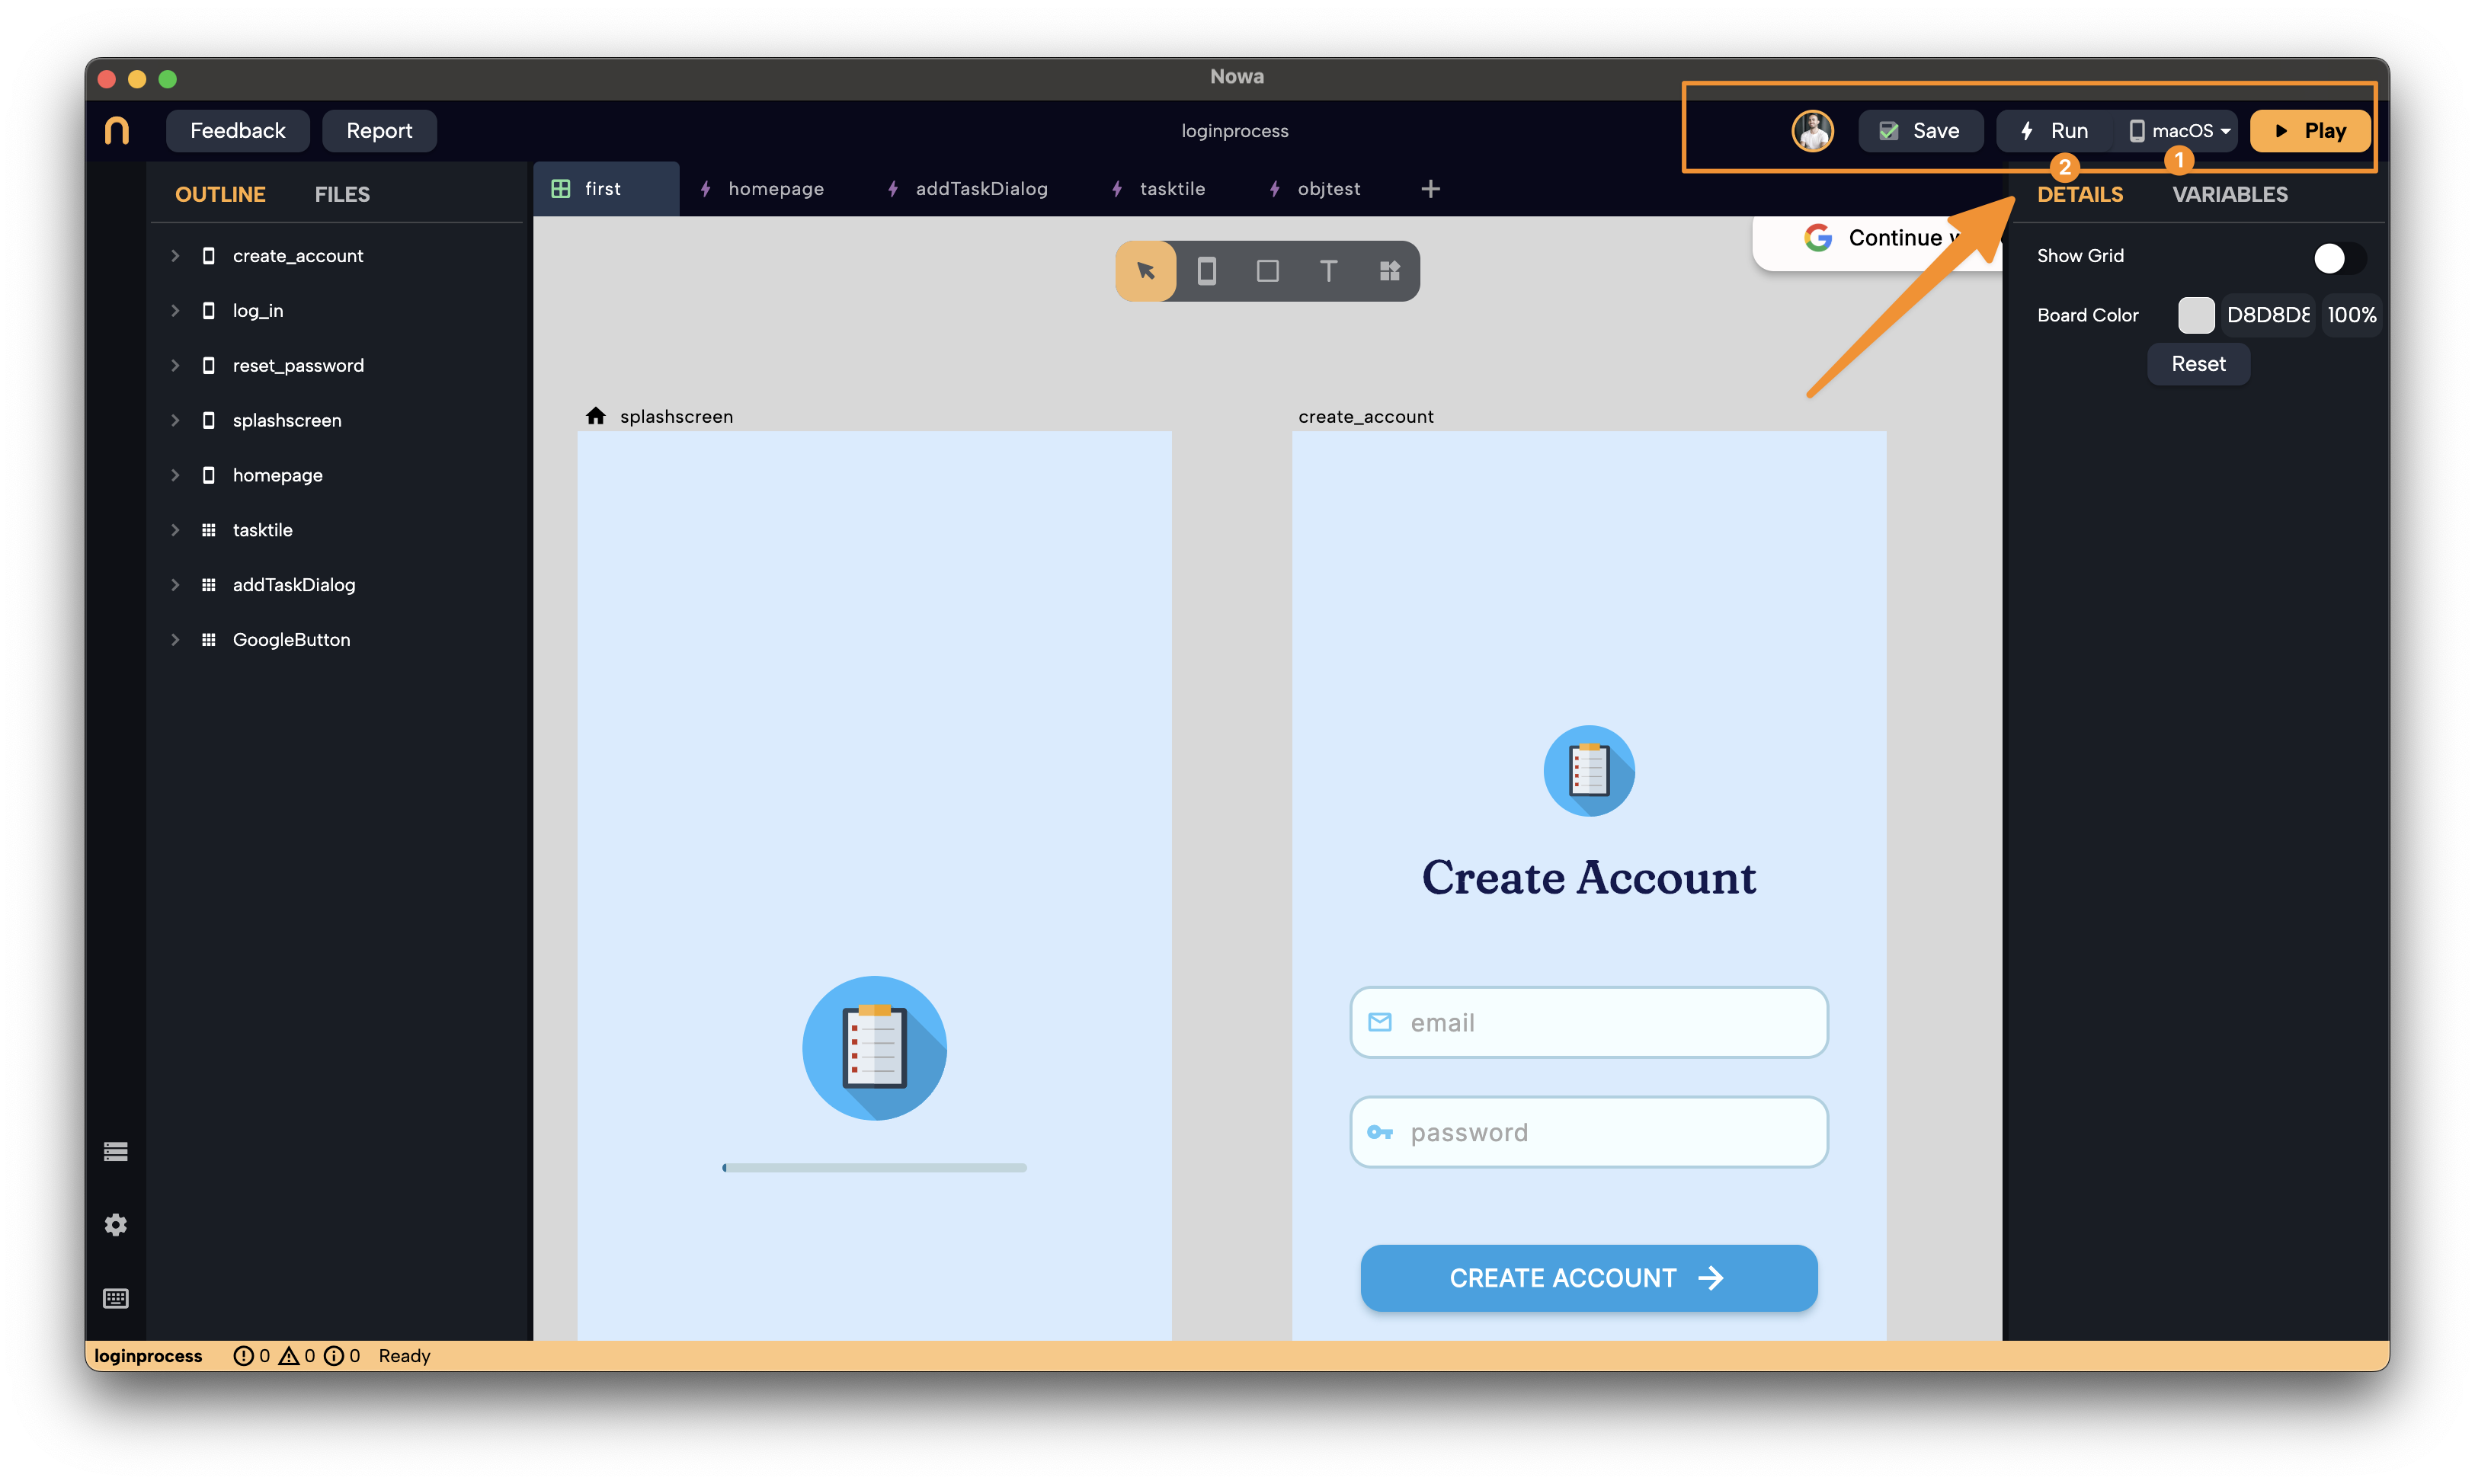 Nowa
Feedback
Report
loginprocess
Save
Run
macOS
Play
2
1
OUTLINE
FILES
first
homepage
addTaskDialog
tasktile
objtest
DETAILS
VARIABLES
create_account
log_in
reset_password
splashscreen
homepage
tasktile
addTaskDialog
GoogleButton
Continue
Show Grid
Board Color
D8D8D8
100%
Reset
splashscreen
create_account
Create Account
email
password
CREATE ACCOUNT
loginprocess
0
0
0
Ready